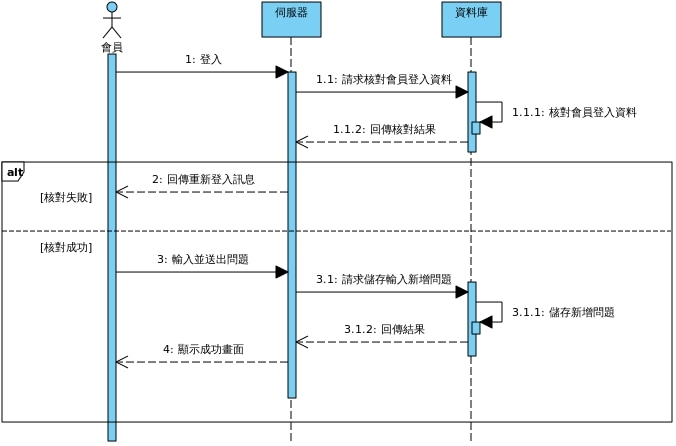 伺服器
資料庫
會員
1: 登入
1.1: 請求核對會員登入資料
1.1.1: 核對會員登入資料
1.1.2: 回傳核對結果
alt
2: 回傳重新登入訊息
[核對失敗]
[核對成功]
3: 輸入並送出問題
3.1: 請求儲存輸入新增問題
3.1.1: 儲存新增問題
3.1.2: 回傳結果
4: 顯示成功畫面